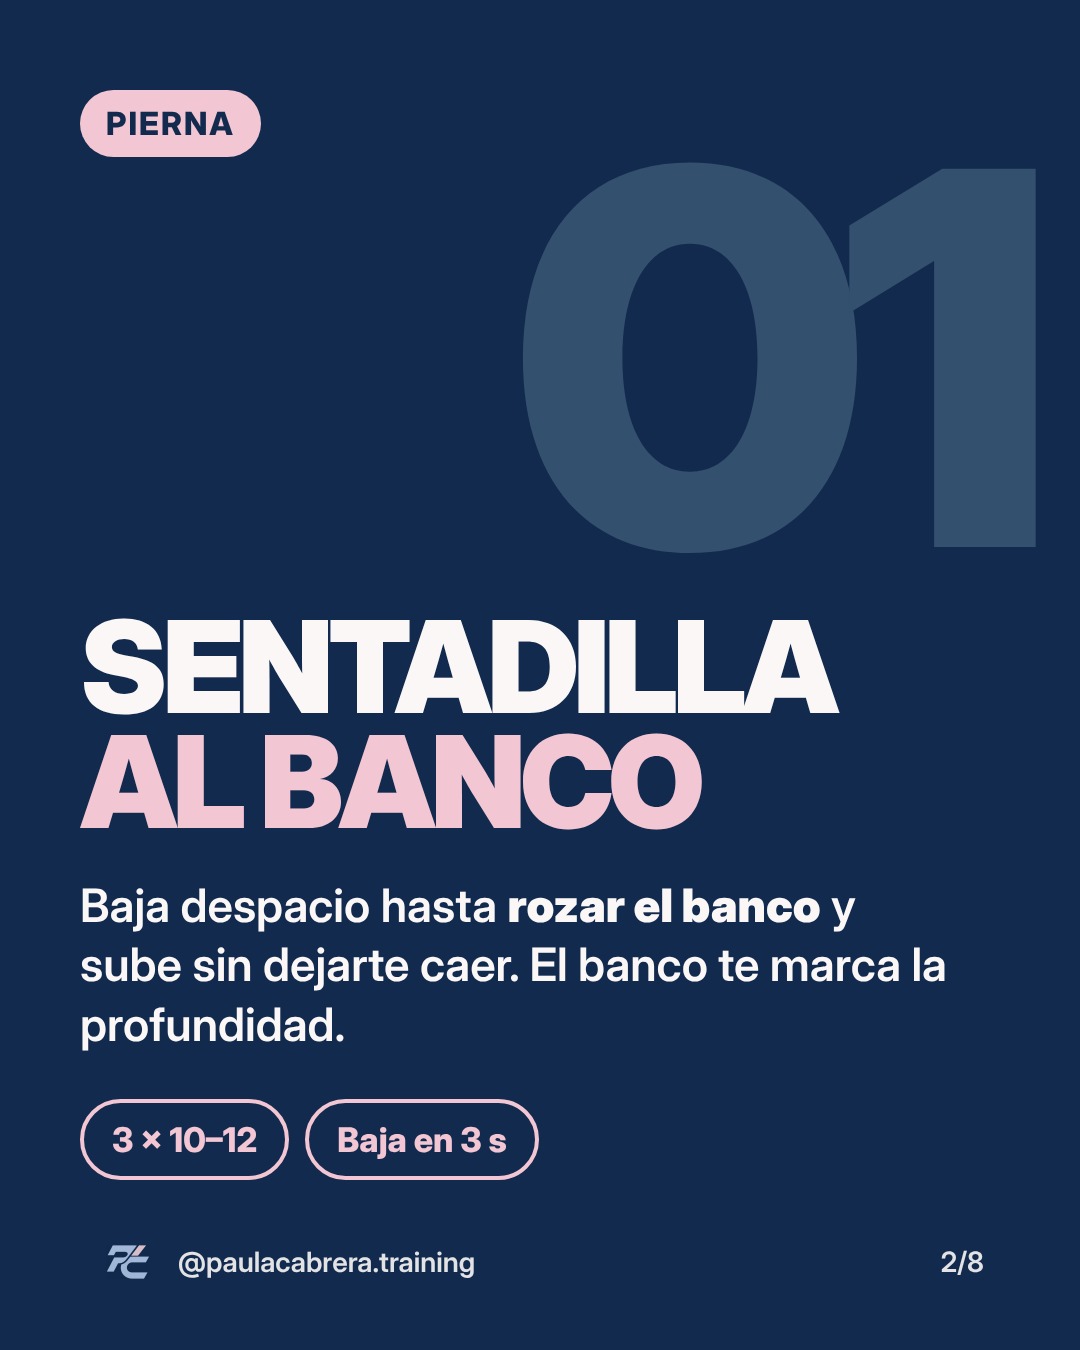 PIERNA
01
SENTADILLA
AL BANCO
Baja despacio hasta rozar el banco y
sube sin dejarte caer. El banco te marca la
profundidad.
3 × 10–12
Baja en 3 s
PC
@paulacabrera.training
2/8